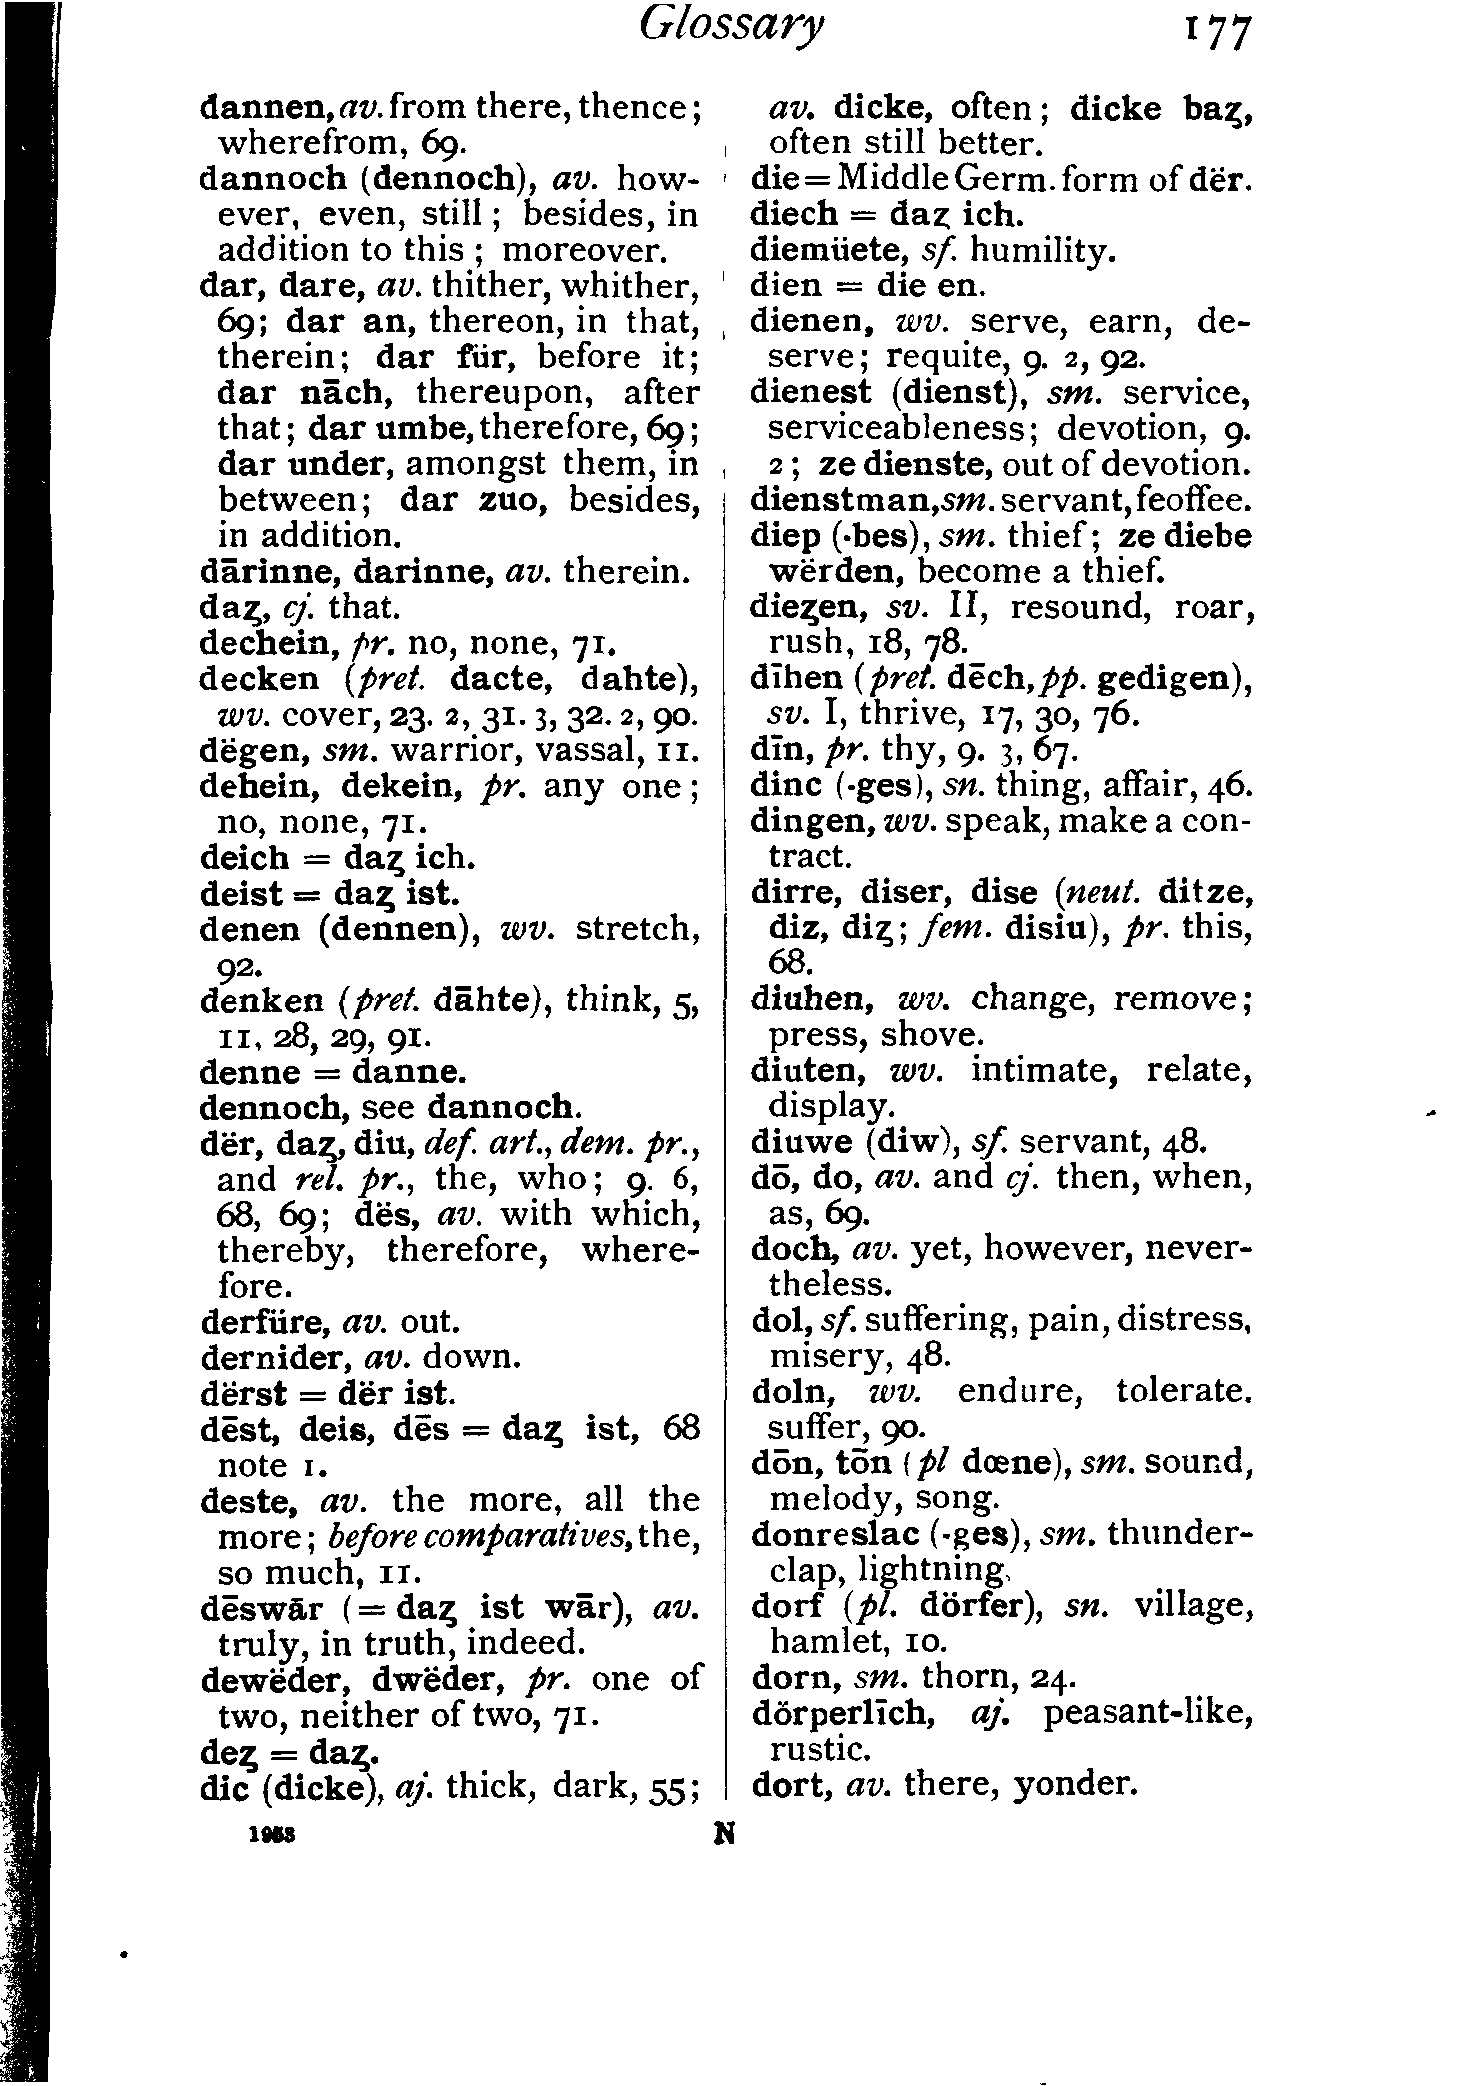 Glossary
177
dannen, av. from there, thence;
wherefrom, 69.
dannoch (dennoch), av. how-
ever, even, still; besides, in
addition to this; moreover.
dar, dare, av. thither, whither,
69; dar an, thereon, in that,
therein; dar für, before it;
dar nāch, thereupon, after
that; dar umbe, therefore, 69;
dar under, amongst them, in
between; dar zuo, besides,
in addition.
dārinne, darinne, av. therein.
daȥ, cj. that.
dechein, pr. no, none, 71.
decken (pret. dacte, dahte),
wv. cover, 23. 2, 31. 3, 32. 2, 90.
dëgen, sm. warrior, vassal, 11.
dehein, dekein, pr. any one;
no, none, 71.
deich = daȥ ich.
deist = daȥ ist.
denen (dennen), wv. stretch,
92.
denken (pret. dāhte), think, 5,
11, 28, 29, 91.
denne = danne.
dennoch, see dannoch.
dër, daȥ, diu, def. art., dem. pr.,
and rel. pr., the, who; 9. 6,
68, 69; dës, av. with which,
thereby, therefore, where-
fore.
derfüre, av. out.
dernider, av. down.
dërst = dër ist.
dēst, deis, dēs = daȥ ist, 68
note 1.
deste, av. the more, all the
more; before comparatives, the,
so much, 11.
dēswār (= daȥ ist wār), av.
truly, in truth, indeed.
dewëder, dwëder, pr. one of
two, neither of two, 71.
deȥ = daȥ.
dic (dicke), aj. thick, dark, 55;
av. dicke, often; dicke baȥ,
often still better.
die = Middle Germ. form of dër.
diech = daȥ ich.
diemüete, sf. humility.
dien = die en.
dienen, wv. serve, earn, de-
serve; requite, 9. 2, 92.
dienest (dienst), sm. service,
serviceableness; devotion, 9.
2; ze dienste, out of devotion.
dienstman, sm. servant, feoffee.
diep (-bes), sm. thief; ze diebe
wërden, become a thief.
dieȥen, sv. II, resound, roar,
rush, 18, 78.
dīhen (pret. dēch, pp. gedigen),
sv. I, thrive, 17, 30, 76.
dīn, pr. thy, 9. 3, 67.
dinc (-ges), sn. thing, affair, 46.
dingen, wv. speak, make a con-
tract.
dirre, diser, dise (neut. ditze,
diz, diȥ; fem. disiu), pr. this,
68.
diuhen, wv. change, remove;
press, shove.
diuten, wv. intimate, relate,
display.
diuwe (diw), sf. servant, 48.
dō, do, av. and cj. then, when,
as, 69.
doch, av. yet, however, never-
theless.
dol, sf. suffering, pain, distress,
misery, 48.
doln, wv. endure, tolerate.
suffer, 90.
dōn, tōn (pl dœne), sm. sound,
melody, song.
donreslac (-ges), sm. thunder-
clap, lightning.
dorf (pl. dörfer), sn. village,
hamlet, 10.
dorn, sm. thorn, 24.
dörperlīch, aj. peasant-like,
rustic.
dort, av. there, yonder.
1953
N